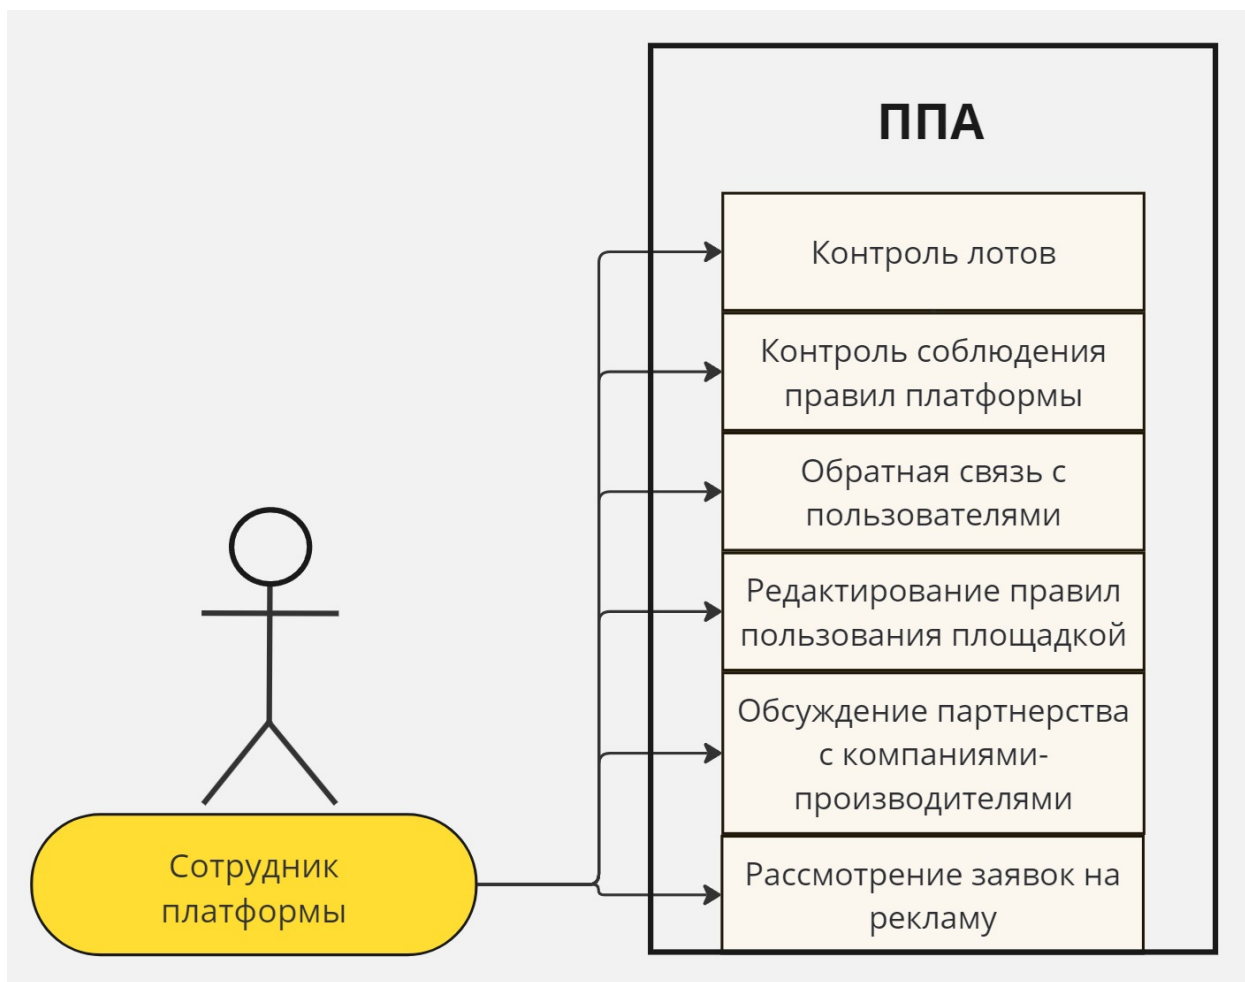 ППА
Контроль лотов
Контроль соблюдения
правил платформы
Обратная связь с
пользователями
Редактирование правил
пользования площадкой
Обсуждение партнерства
с компаниями-
производителями
Рассмотрение заявок на
рекламу
Сотрудник
платформы